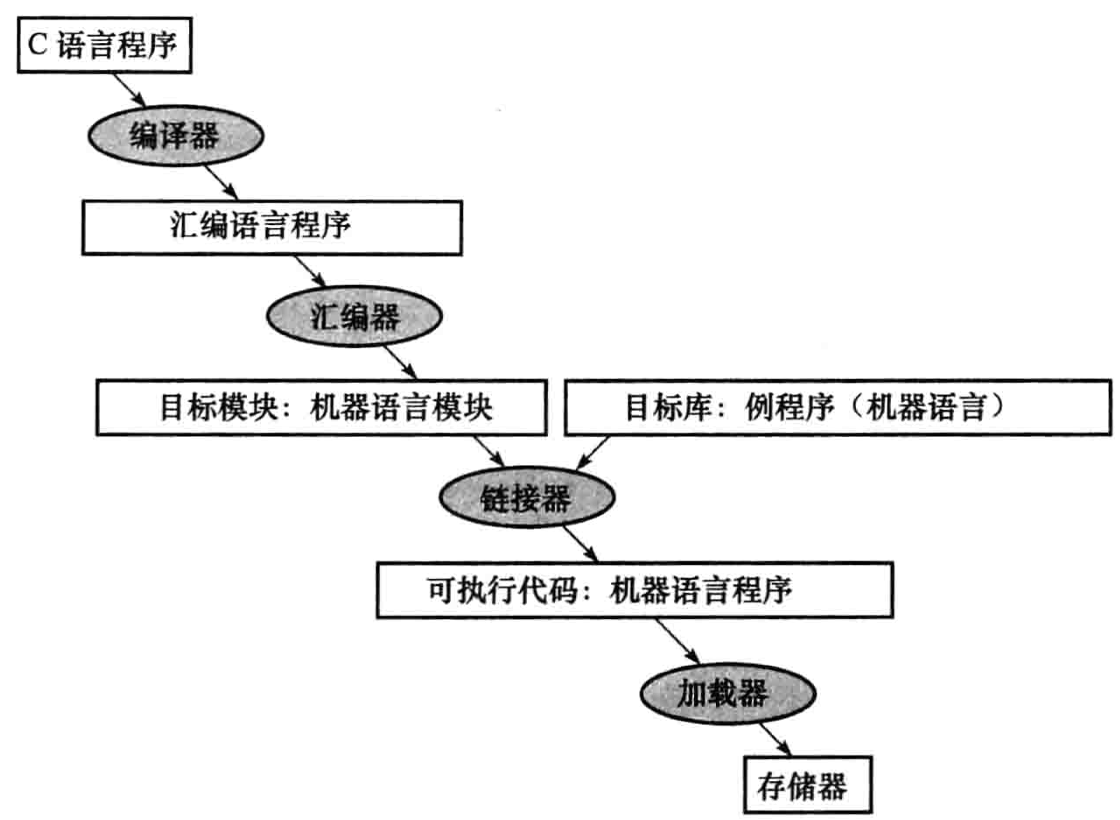 C 语言程序
编译器
汇编语言程序
汇编器
目标模块：机器语言模块
目标库：例程序（机器语言）
链接器
可执行代码：机器语言程序
加载器
存储器